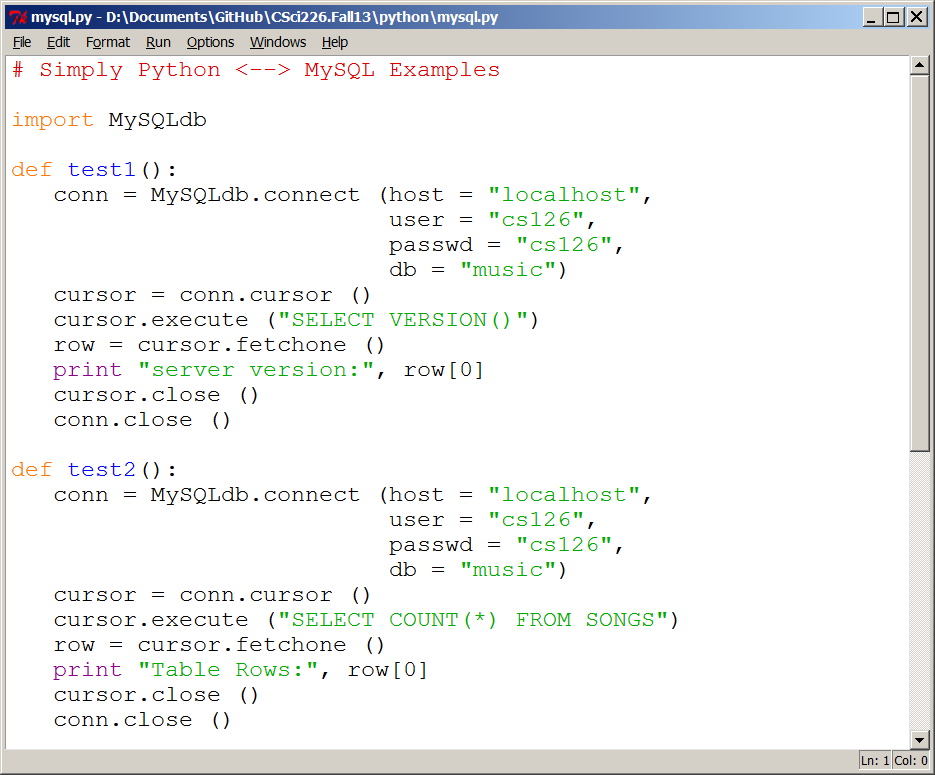 mysql.py - D:\Documents\GitHub\CSci226.Fall13\python\mysql.py
File Edit Format Run Options Windows Help
# Simply Python <--> MySQL Examples
import MySQLdb
def test1():
conn = MySQLdb.connect (host = "localhost",
user = "cs126",
passwd = "cs126",
db = "music")
cursor = conn.cursor ()
cursor.execute ("SELECT VERSION()")
row = cursor.fetchone ()
print "server version:", row[0]
cursor.close ()
conn.close ()
def test2():
conn = MySQLdb.connect (host = "localhost",
user = "cs126",
passwd = "cs126",
db = "music")
cursor = conn.cursor ()
cursor.execute ("SELECT COUNT(*) FROM SONGS")
row = cursor.fetchone ()
print "Table Rows:", row[0]
cursor.close ()
conn.close ()
Ln: 1 Col: 0